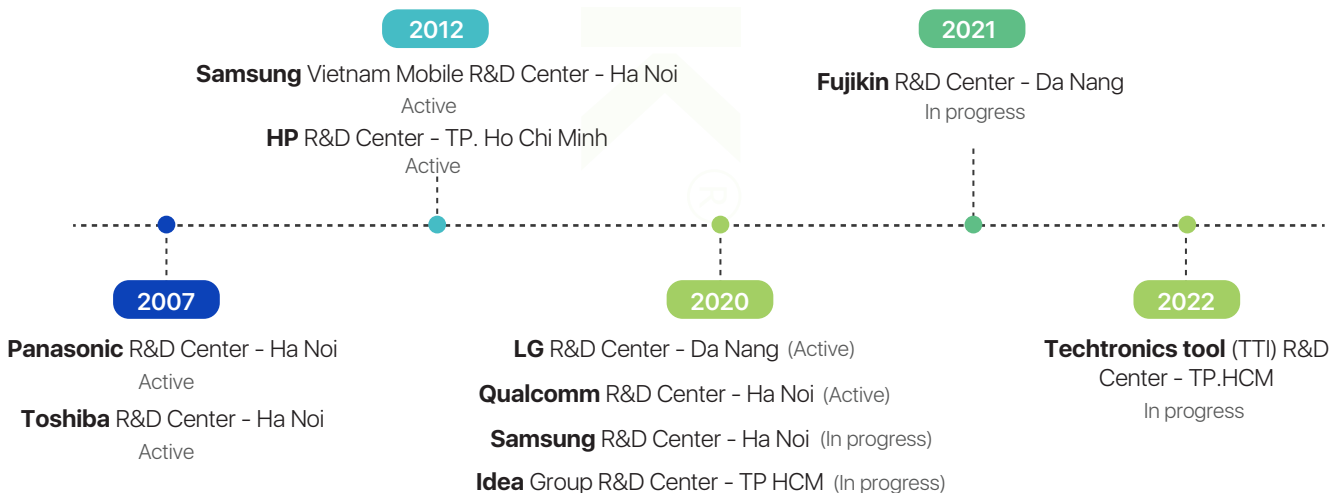 2012
Samsung Vietnam Mobile R&D Center - Ha Noi
Active
HP R&D Center - TP. Ho Chi Minh
Active
2021
Fujikin R&D Center - Da Nang
In progress
2007
Panasonic R&D Center - Ha Noi
Active
Toshiba R&D Center - Ha Noi
Active
2020
LG R&D Center - Da Nang (Active)
Qualcomm R&D Center - Ha Noi (Active)
Samsung R&D Center - Ha Noi (In progress)
Idea Group R&D Center - TP HCM (In progress)
2022
Techtronics tool (TTI) R&D
Center - TP.HCM
In progress
R